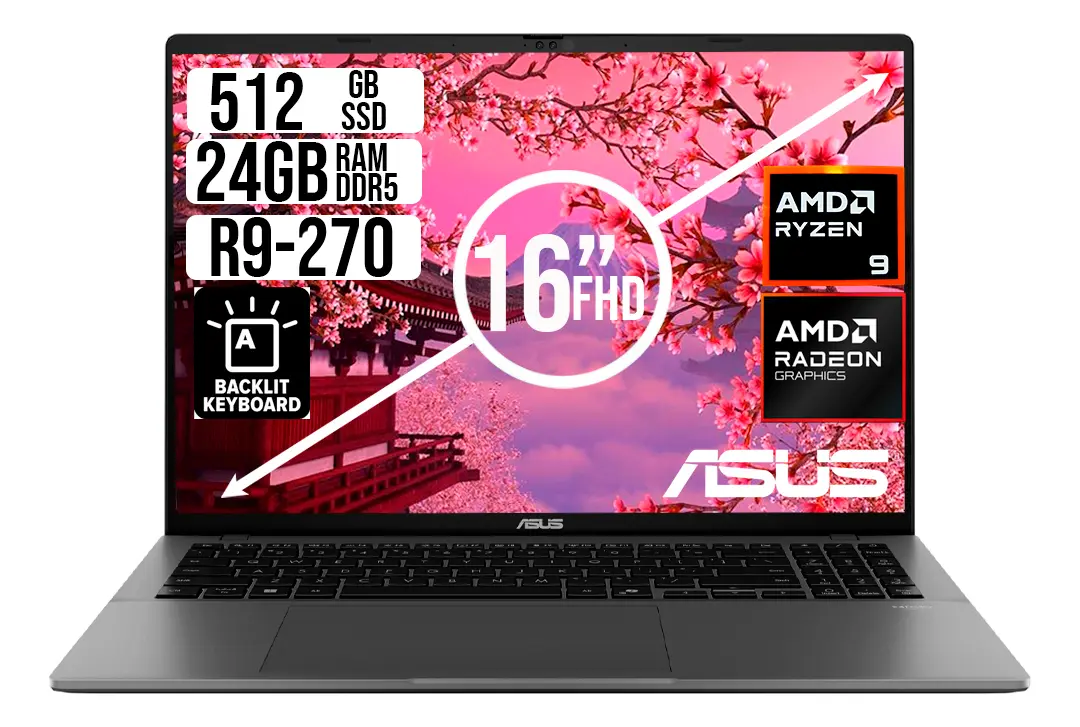 512 GB SSD
24GB RAM DDR5
R9-270
A
BACKLIT
KEYBOARD
16” FHD
AMD
RYZEN
9
AMD
RADEON
GRAPHICS
ASUS
ASUS